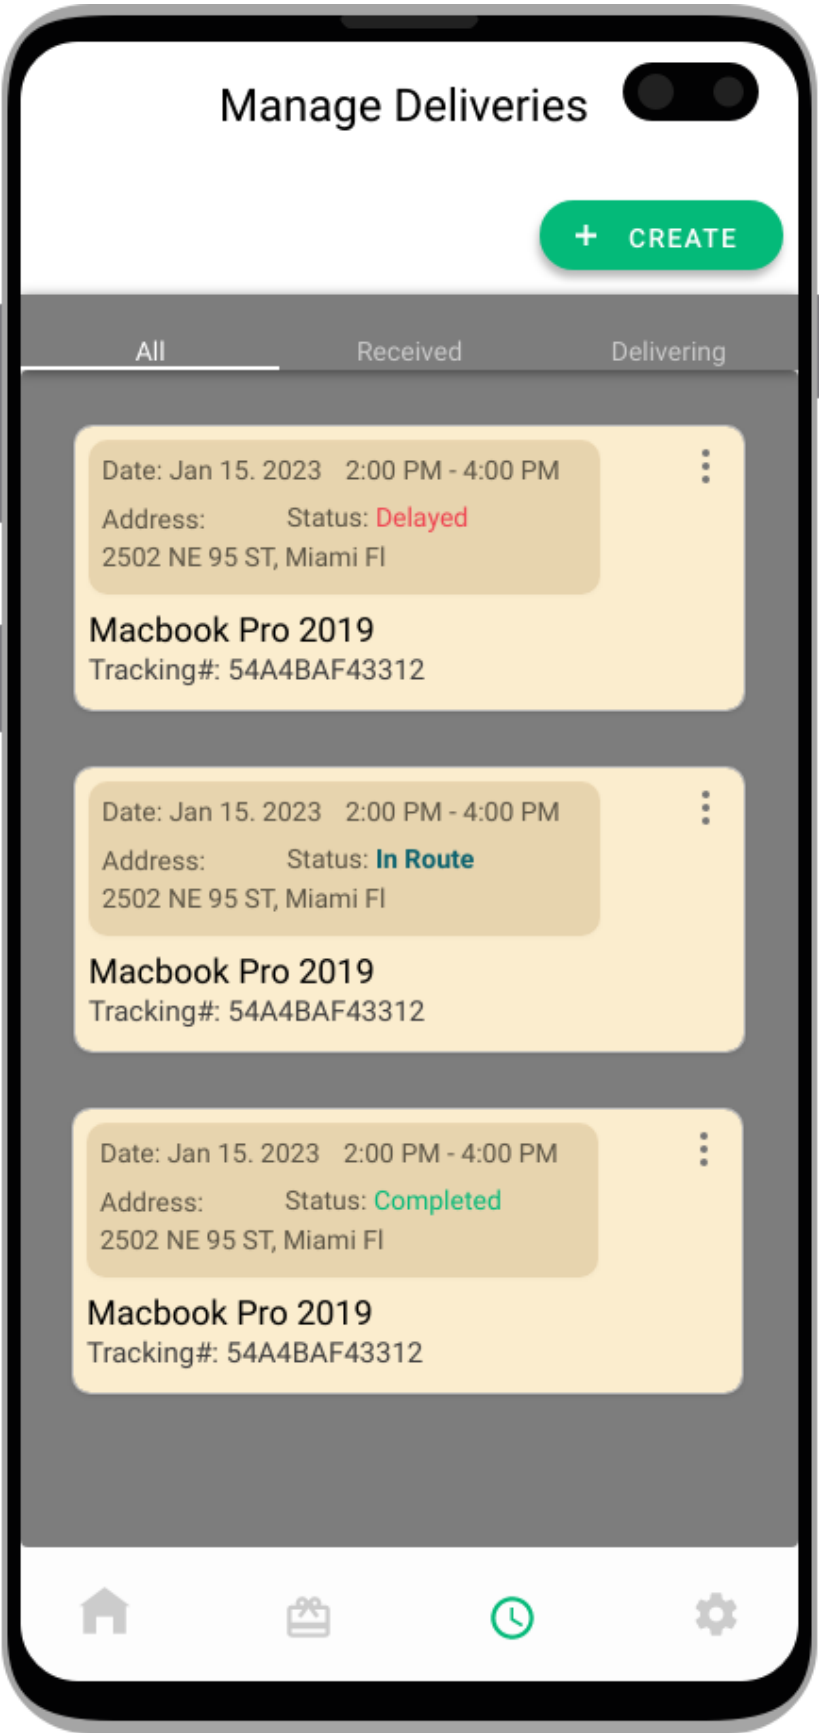 Manage Deliveries
+ CREATE
All Received Delivering
Date: Jan 15. 2023 2:00 PM - 4:00 PM
Address: Status: Delayed
2502 NE 95 ST, Miami Fl
Macbook Pro 2019
Tracking#: 54A4BAF43312
Date: Jan 15. 2023 2:00 PM - 4:00 PM
Address: Status: In Route
2502 NE 95 ST, Miami Fl
Macbook Pro 2019
Tracking#: 54A4BAF43312
Date: Jan 15. 2023 2:00 PM - 4:00 PM
Address: Status: Completed
2502 NE 95 ST, Miami Fl
Macbook Pro 2019
Tracking#: 54A4BAF43312